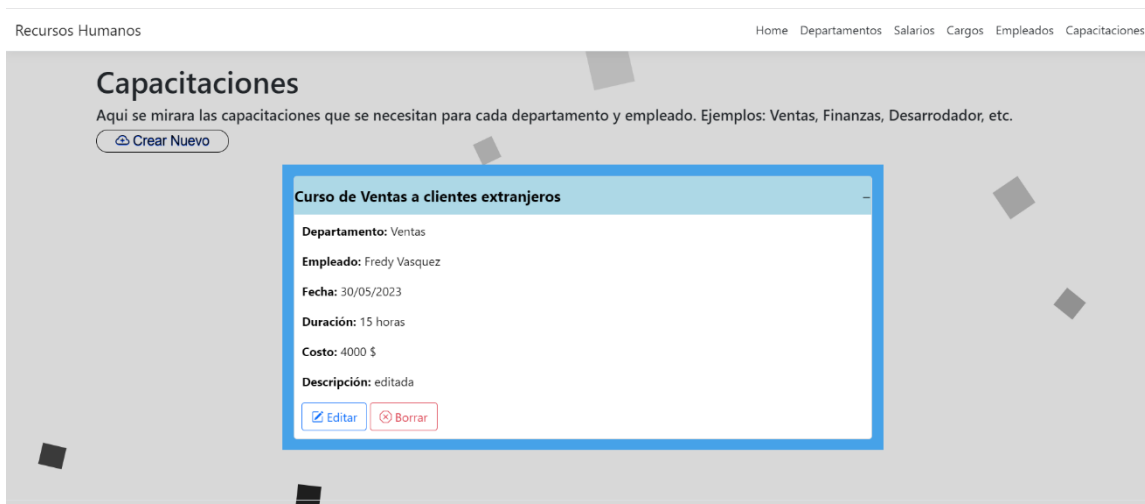 Recursos Humanos Home Departamentos Salarios Cargos Empleados Capacitaciones
Capacitaciones
Aqui se mirara las capacitaciones que se necesitan para cada departamento y empleado. Ejemplos: Ventas, Finanzas, Desarrodador, etc.
Crear Nuevo
Curso de Ventas a clientes extranjeros –
Departamento: Ventas
Empleado: Fredy Vasquez
Fecha: 30/05/2023
Duración: 15 horas
Costo: 4000 $
Descripción: editada
Editar Borrar